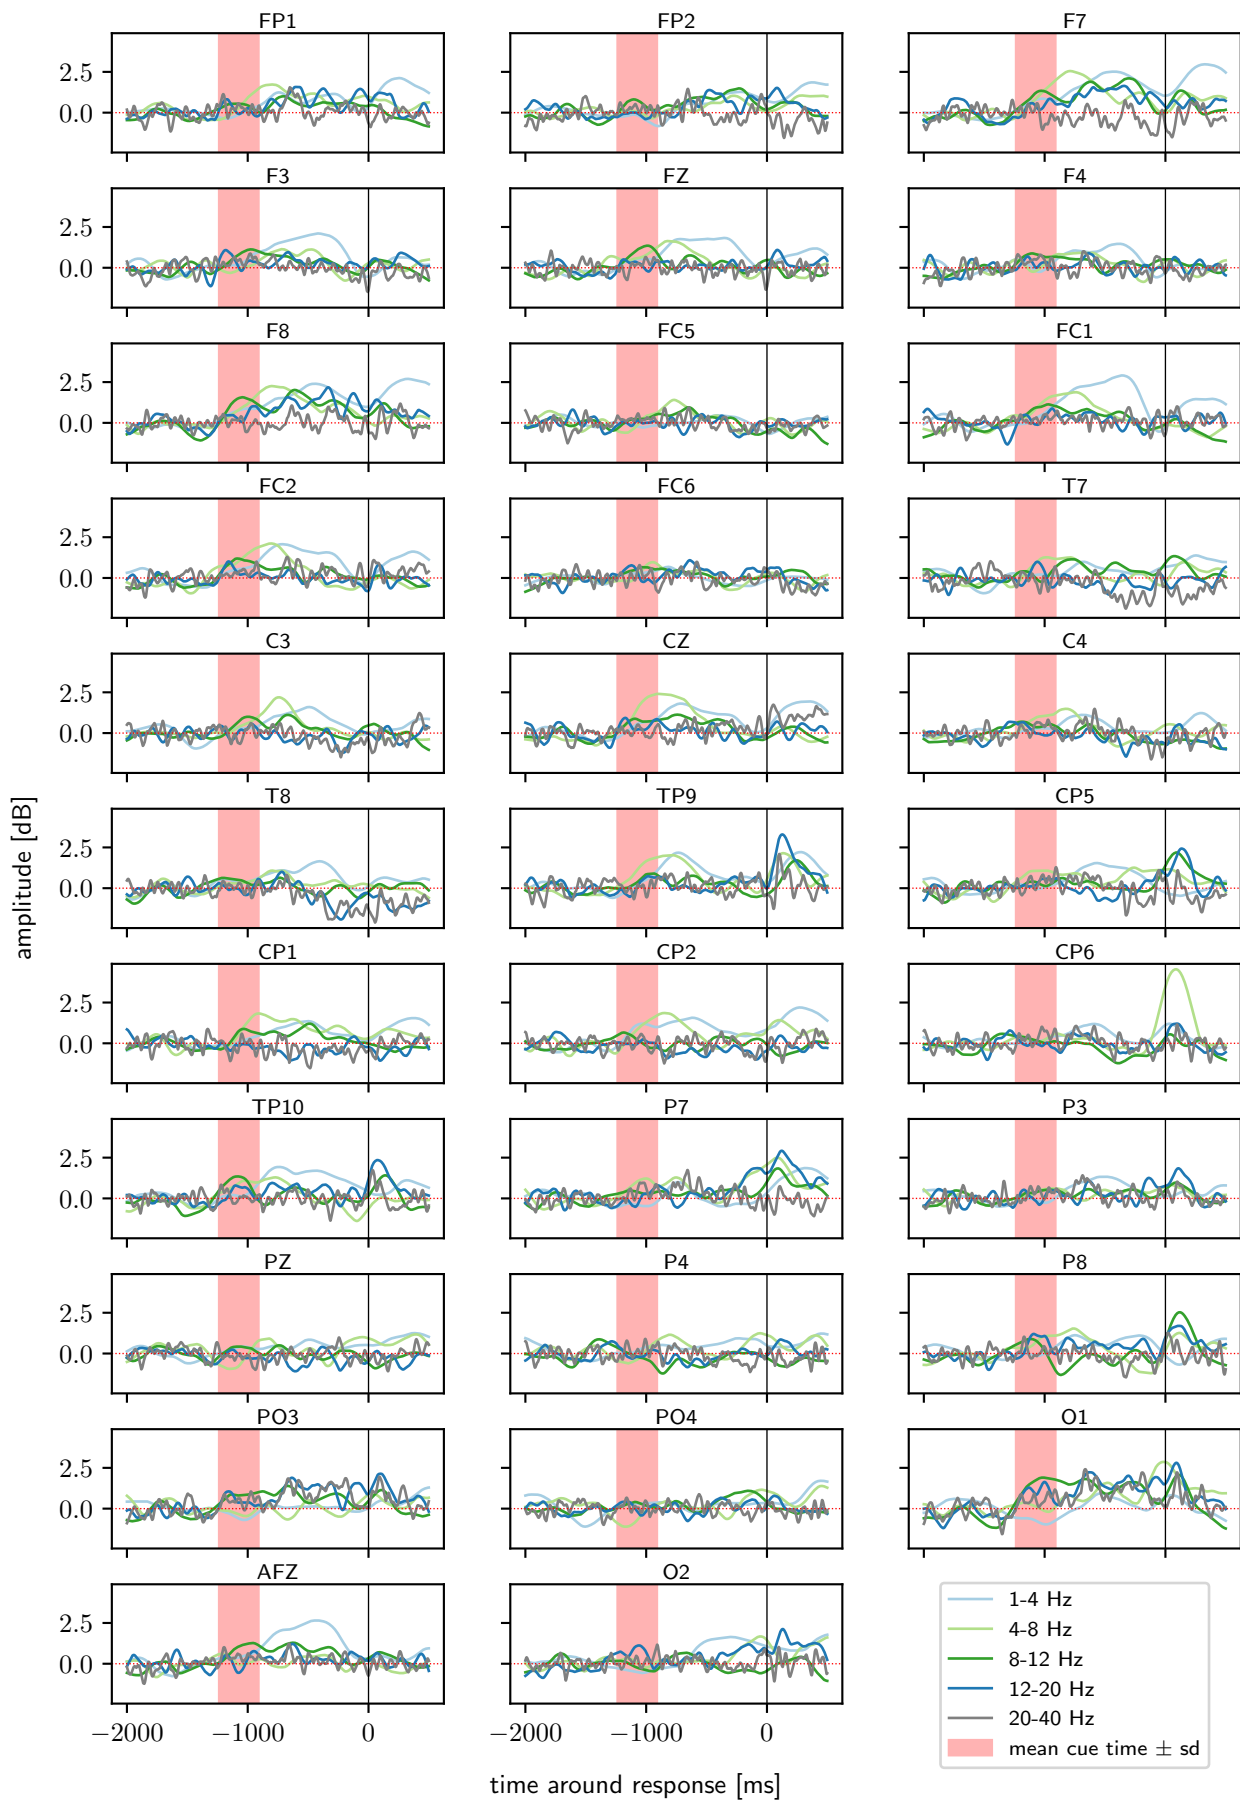 FP1 FP2 F7
2.5
0.0
F3 FZ F4
2.5
0.0
F8 FC5 FC1
2.5
0.0
FC2 FC6 T7
2.5
0.0
C3 CZ C4
2.5
0.0
T8 TP9 CP5
2.5
0.0
amplitude [dB]
CP1 CP2 CP6
2.5
0.0
TP10 P7 P3
2.5
0.0
PZ P4 P8
2.5
0.0
PO3 PO4 O1
2.5
0.0
AFZ O2
2.5
0.0
−2000 −1000 0 −2000 −1000 0
time around response [ms]
1-4 Hz
4-8 Hz
8-12 Hz
12-20 Hz
20-40 Hz
mean cue time ± sd